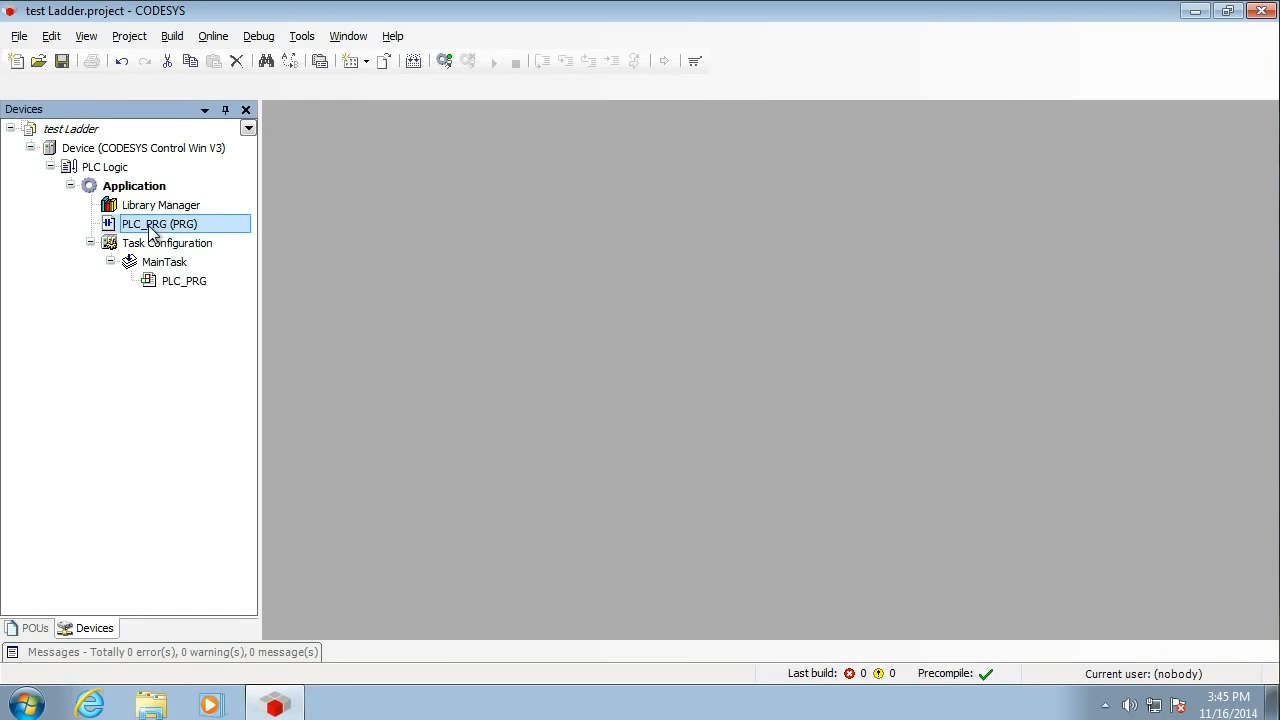 test Ladder.project - CODESYS
File Edit View Project Build Online Debug Tools Window Help
Devices
test Ladder
Device (CODESYS Control Win V3)
PLC Logic
Application
Library Manager
PLC_PRG (PRG)
Task Configuration
MainTask
PLC_PRG
POUs Devices
Messages - Totally 0 error(s), 0 warning(s), 0 message(s)
Last build: 0 0 Precompile: Current user: (nobody)
3:45 PM
11/16/2014